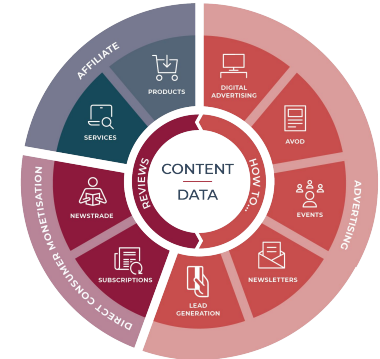 AFFILIATE
PRODUCTS
SERVICES
DIGITAL
ADVERTISING
AVOD
EVENTS
NEWSLETTERS
LEAD
GENERATION
ADVERTISING
DIRECT CONSUMER MONETISATION
NEWSTRADE
SUBSCRIPTIONS
REVIEWS
HOW TO...
CONTENT
DATA